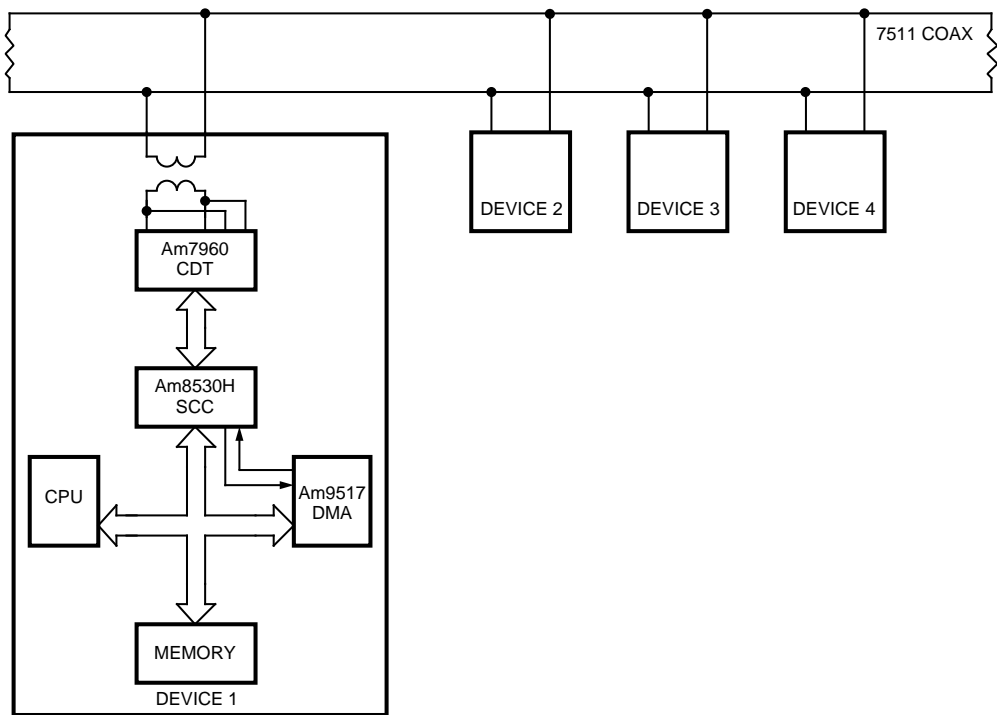 7511 COAX
DEVICE 2
DEVICE 3
DEVICE 4
Am7960
CDT
Am8530H
SCC
CPU
Am9517
DMA
MEMORY
DEVICE 1